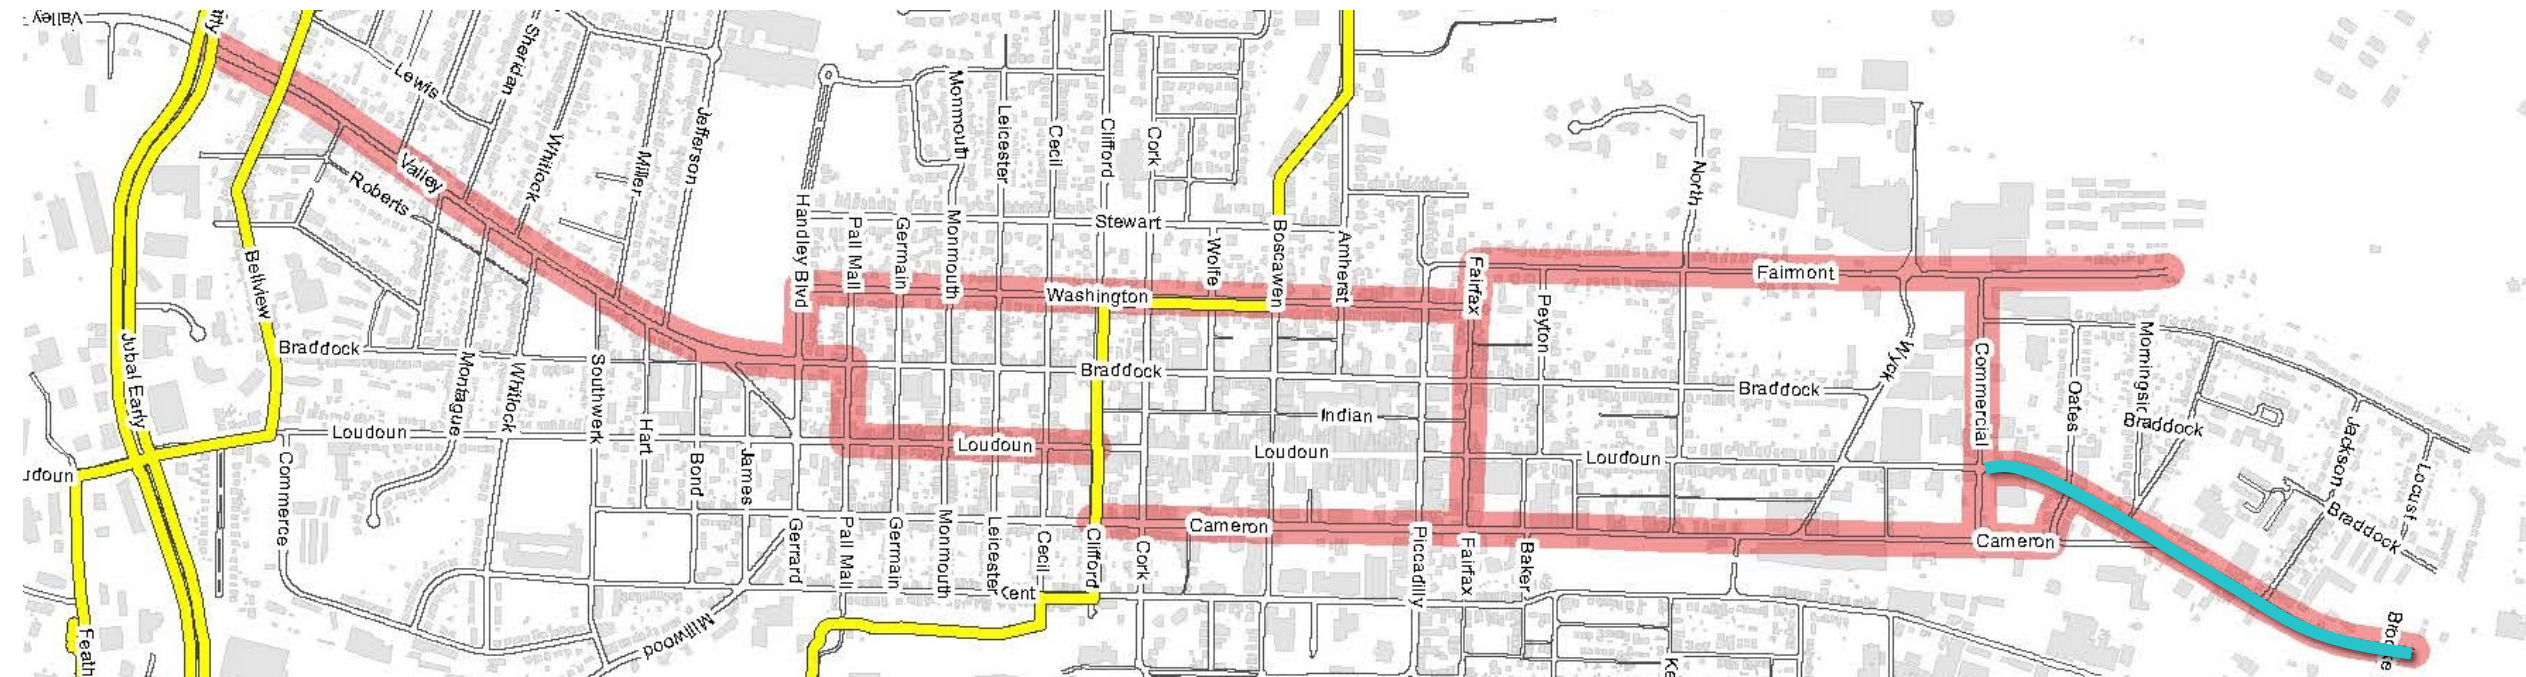 Valley
Lewis
Sheridan
Whitlock
Miller
Jefferson
Valley
Roberts
Handley Blvd
Monmouth
Leicester
Cecil
Clifford
Cork
Stewart
Pall Mall
Germain
Monmouth
Wolfe
Boscawen
Amherst
Washington
Fairfax
North
Fairmont
Peyton
Wyck
Commercial
Oates
Bellview
Jubal Early
Braddock
Braddock
Braddock
Braddock
Indian
Jackson
Locust
Braddock
Montague
Whitlock
Southwerk
Hart
Bond
James
Loudoun
Loudoun
Loudoun
Loudoun
rdoun
Commerce
Gerrard
Pall Mall
Germain
Monmouth
Leicester
Cecil
Clifford
Cork
Kent
Cameron
Cameron
Piccadilly
Fairfax
Baker
Millwood
Feath
Ke